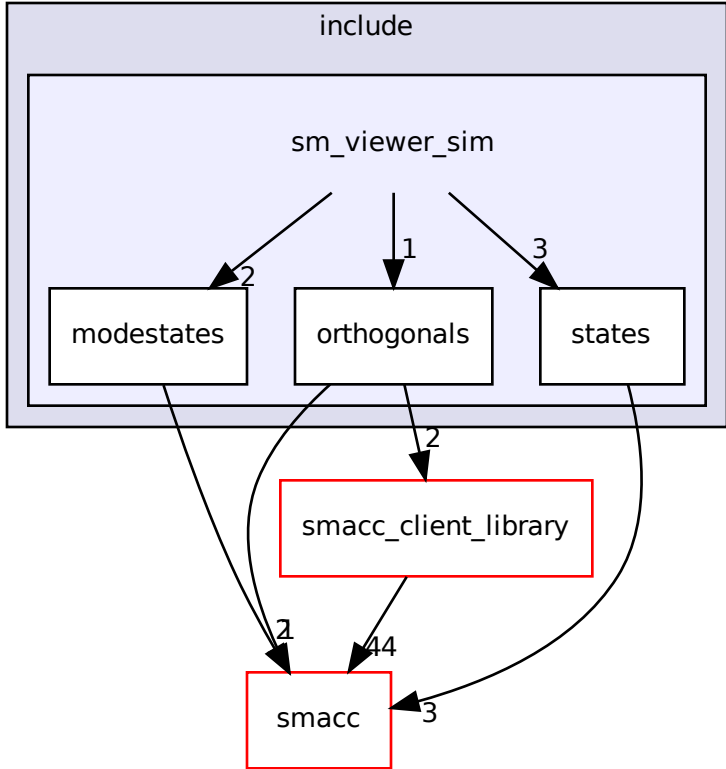 include
sm_viewer_sim
1
3
2
modestates
orthogonals
states
2
smacc_client_library
2
1
44
smacc
3